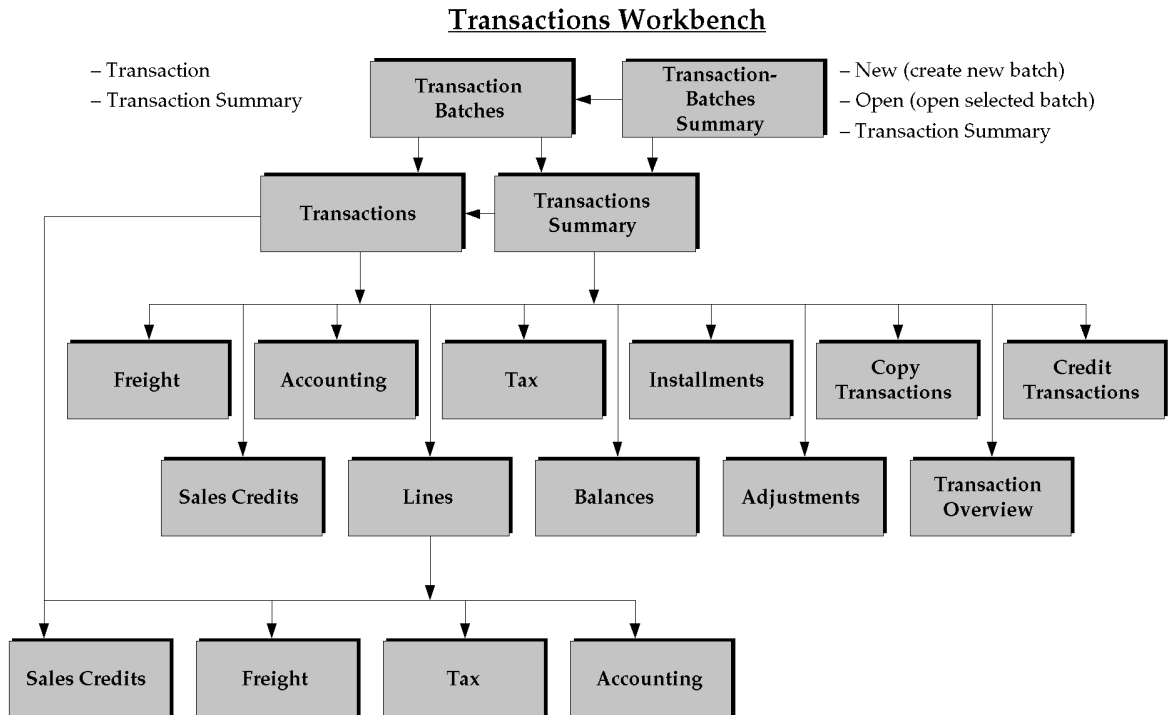 Transactions Workbench
– Transaction
– Transaction Summary
Transaction
Batches
Transaction-
Batches
Summary
– New (create new batch)
– Open (open selected batch)
– Transaction Summary
Transactions
Transactions
Summary
Freight
Accounting
Tax
Installments
Copy
Transactions
Credit
Transactions
Sales Credits
Lines
Balances
Adjustments
Transaction
Overview
Sales Credits
Freight
Tax
Accounting